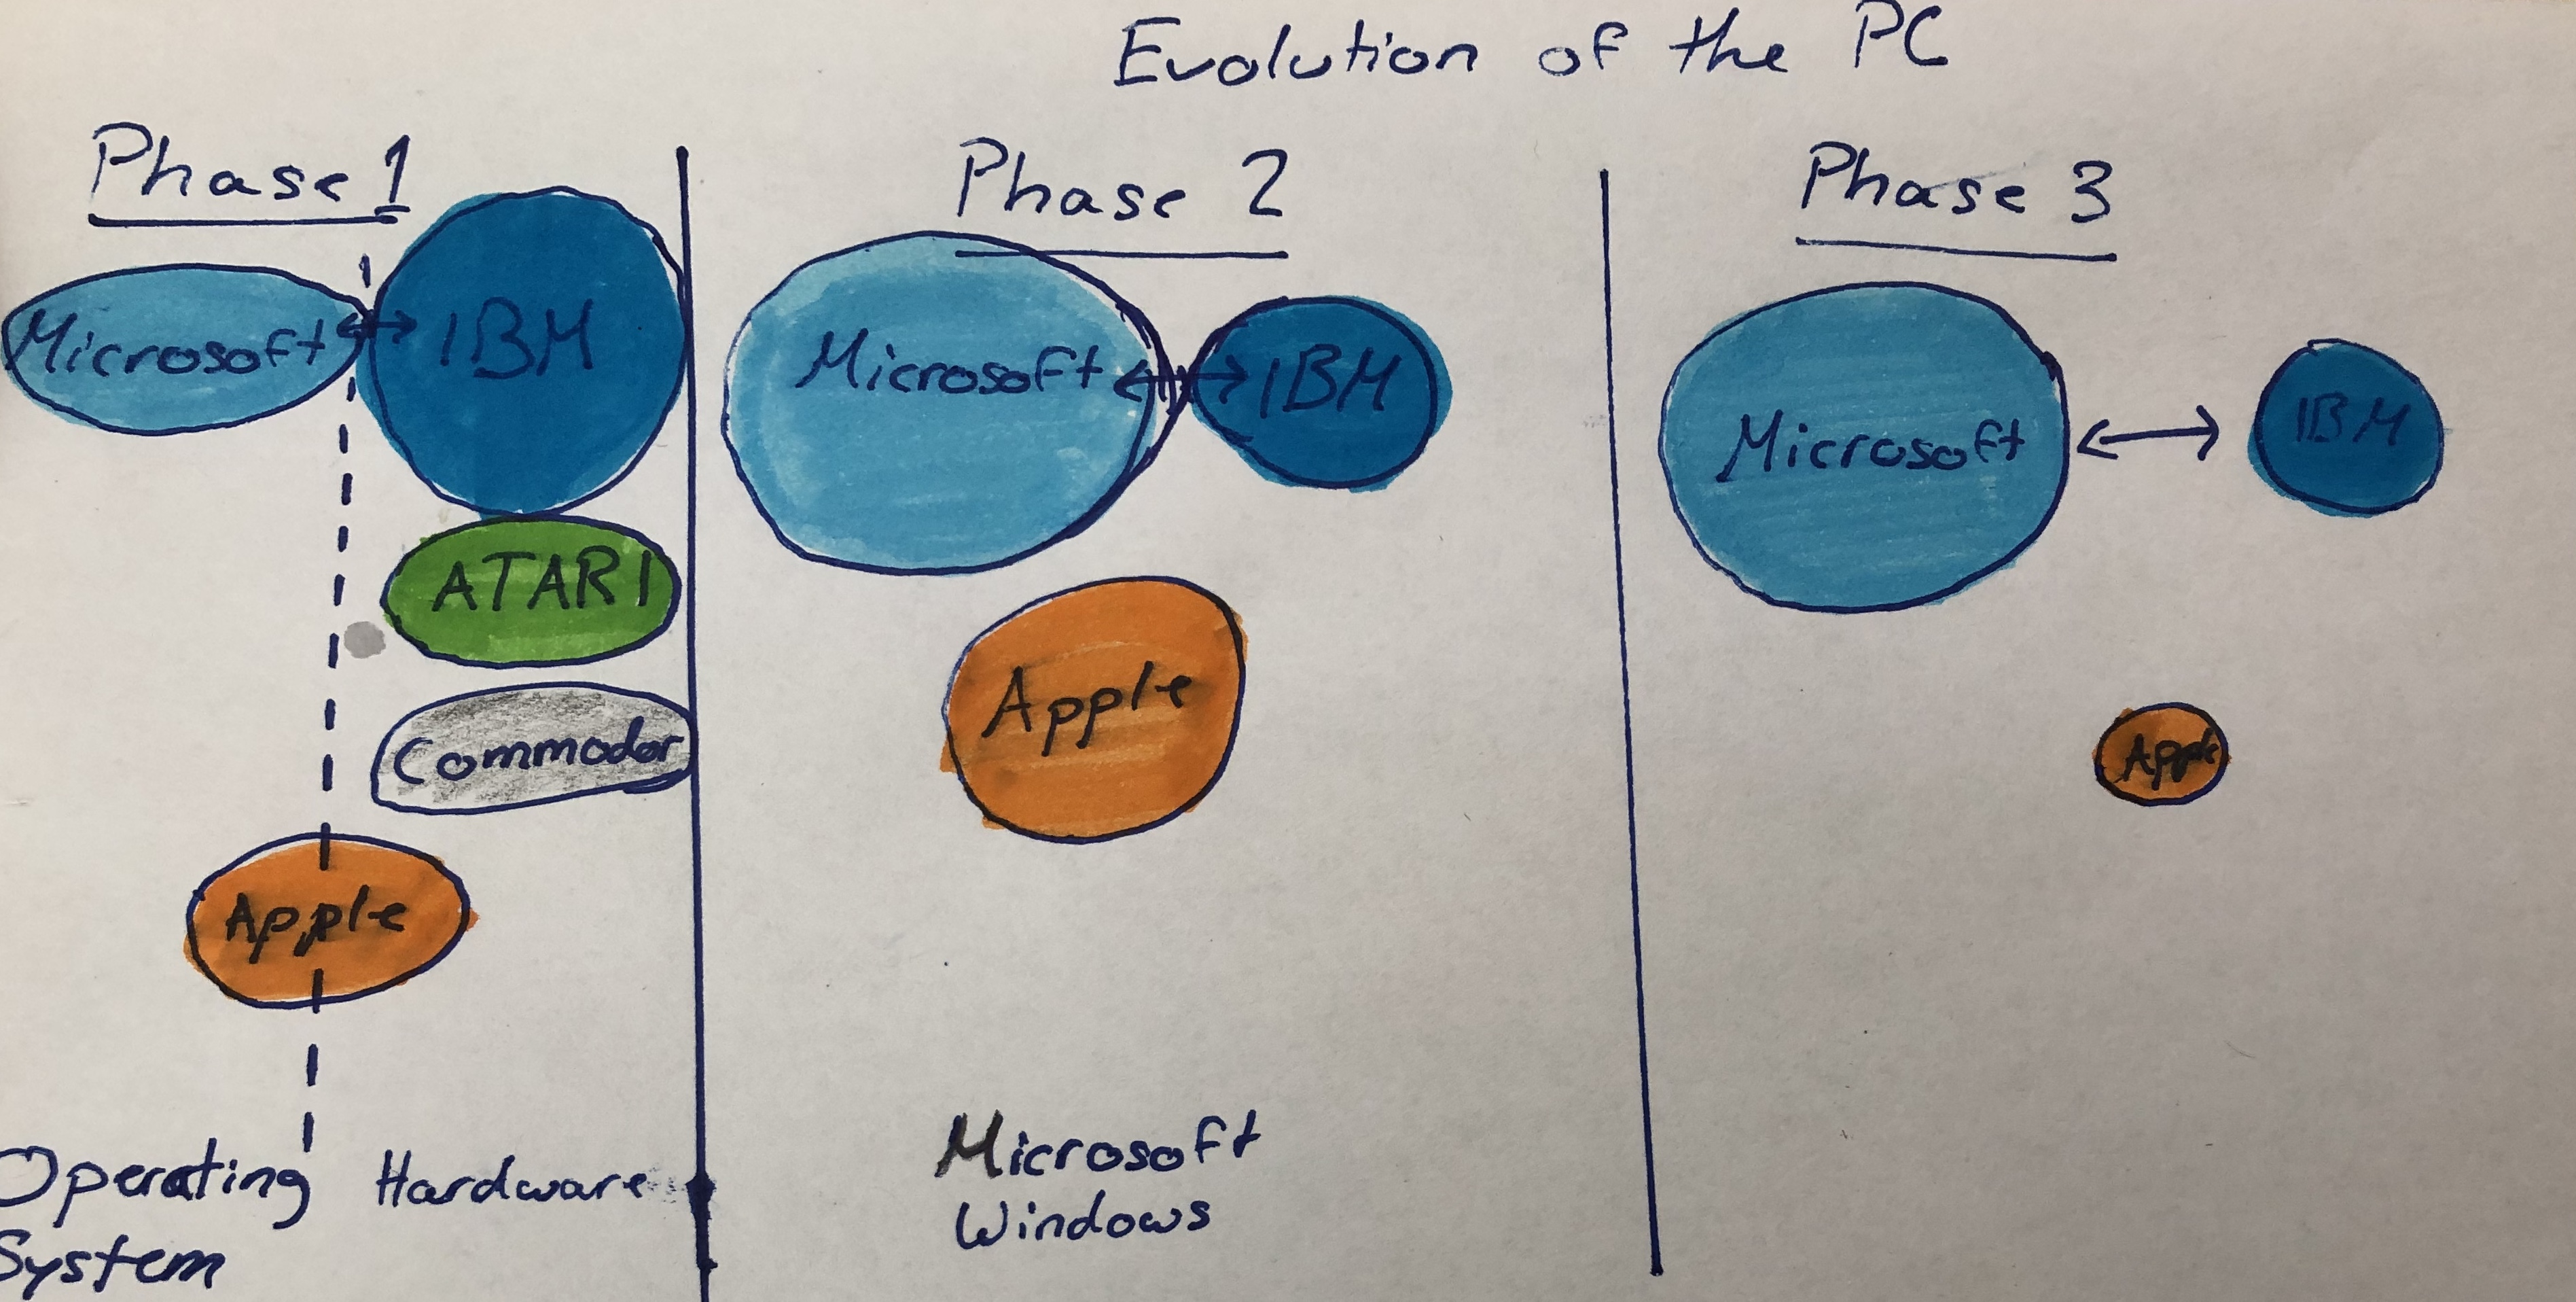 Evolution of the PC
Phase 1
Microsoft
IBM
ATARI
Commodor
Apple
Operating
System
Hardware
Phase 2
Microsoft
IBM
Apple
Microsoft
Windows
Phase 3
Microsoft
IBM
Apple